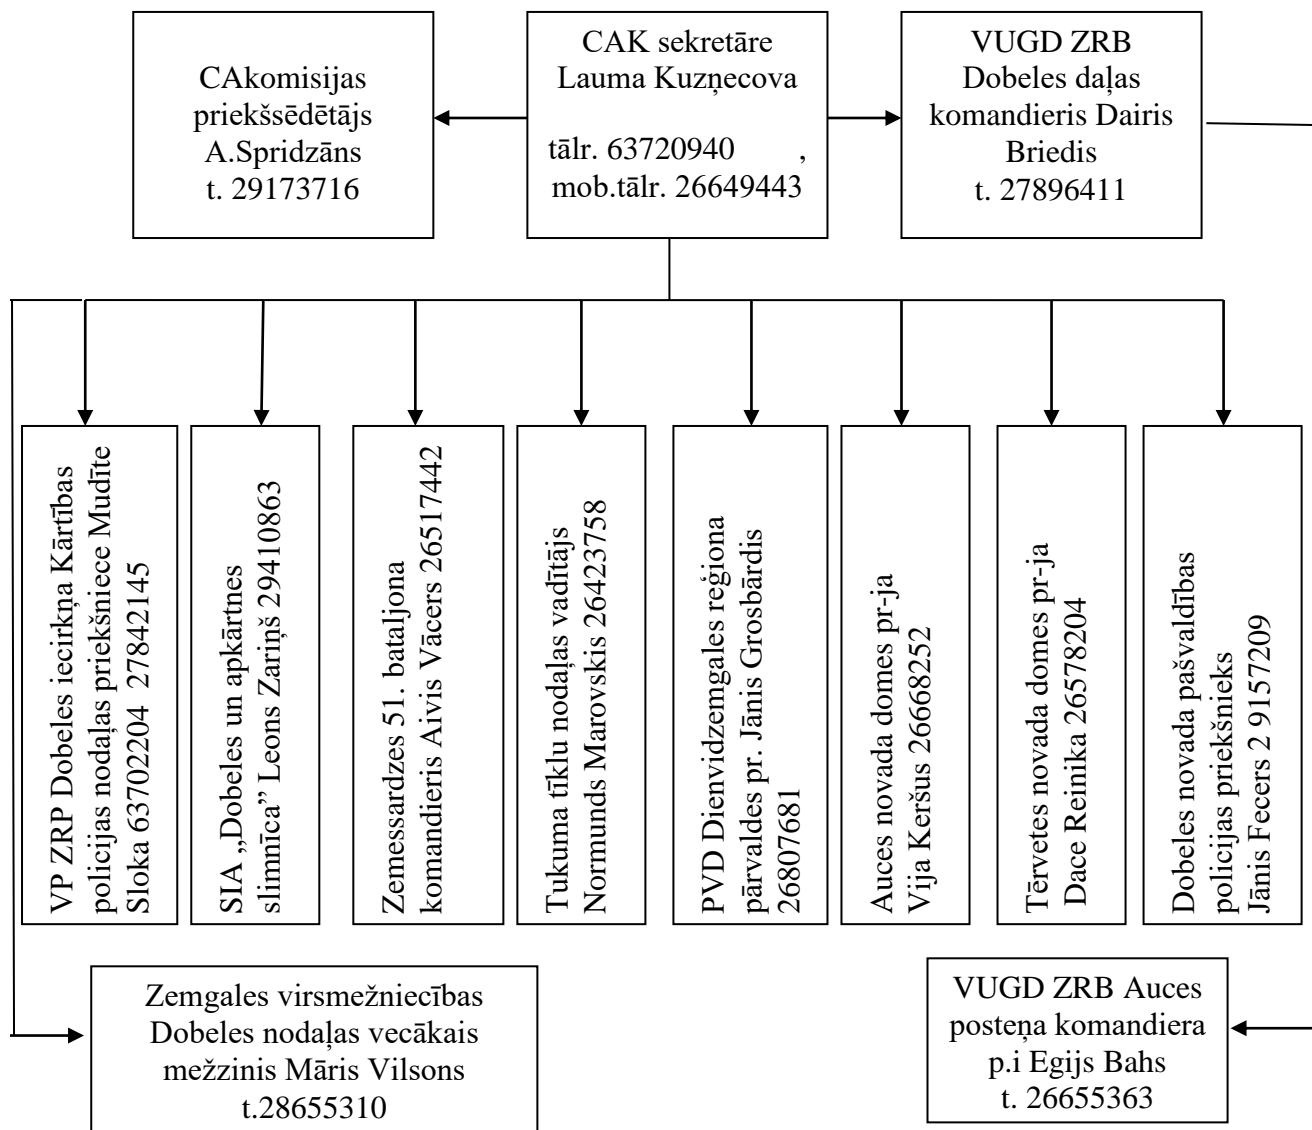 CAkomisijas
priekšsēdētājs
A.Spridzāns
t. 29173716
CAK sekretāre
Lauma Kuzņecova
tālr. 63720940 ,
mob.tālr. 26649443
VUGD ZRB
Dobeles daļas
komandieris Dairis
Briedis
t. 27896411
VP ZRP Dobeles iecirkņa Kārtības
policijas nodaļas priekšniece Mudīte
Sloka 63702204 27842145
SIA „Dobeles un apkārtnes
slimnīca” Leons Zariņš 29410863
Zemessardzes 51. bataljona
komandieris Aivis Vācers 26517442
Tukuma tīklu nodaļas vadītājs
Normunds Marovskis 26423758
PVD Dienvidzemgales reģiona
pārvaldes pr. Jānis Grosbārdis
26807681
Auces novada domes pr-ja
Vija Keršus 26668252
Tērvetes novada domes pr-ja
Dace Reinika 26578204
Dobeles novada pašvaldības
policijas priekšnieks
Jānis Fecers 2 9157209
Zemgales virsmežniecības
Dobeles nodaļas vecākais
mežzinis Māris Vilsons
t.28655310
VUGD ZRB Auces
posteņa komandiera
p.i Egijs Bahs
t. 26655363